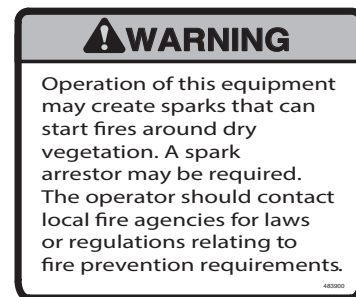 WARNING
Operation of this equipment
may create sparks that can
start fires around dry
vegetation. A spark
arrestor may be required.
The operator should contact
local fire agencies for laws
or regulations relating to
fire prevention requirements.
483900